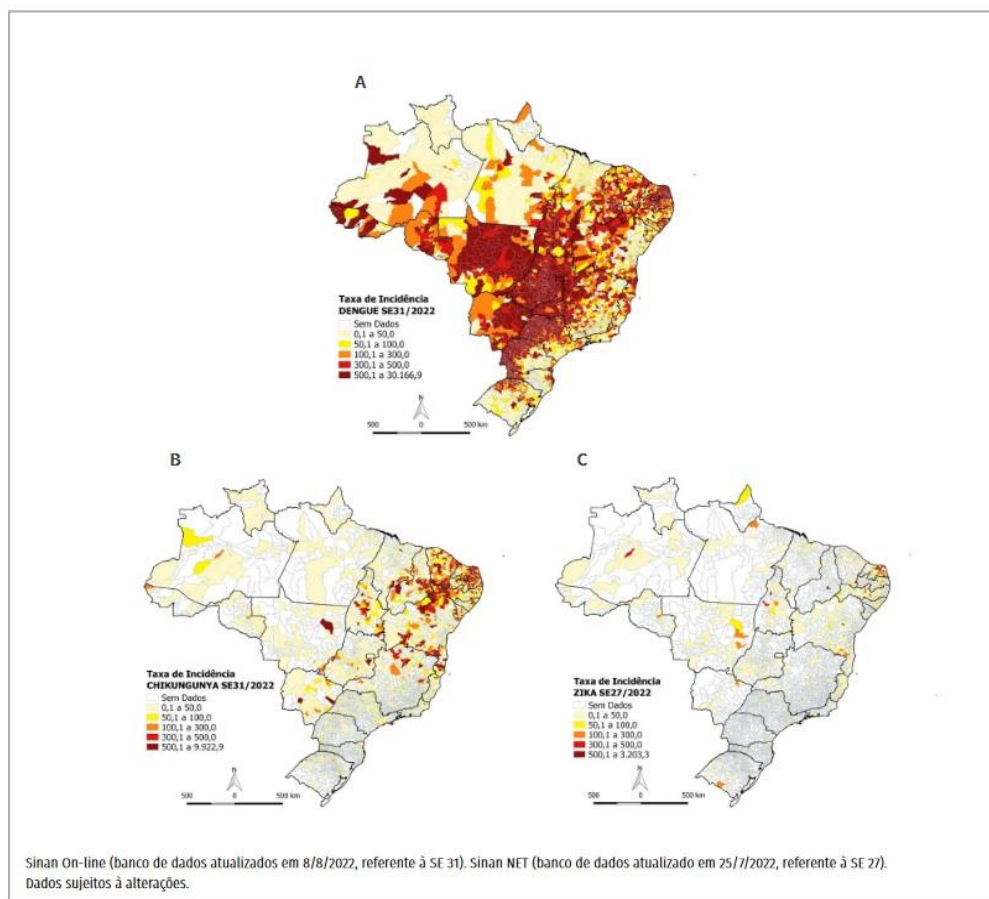 A
Taxa de Incidência
DENGUE SE31/2022
Sem Dados
0,1 a 50,0
50,1 a 100,0
100,1 a 300,0
300,1 a 500,0
500,1 a 30.166,9
N
500 0 500 km
B
Taxa de Incidência
CHIKUNGUNYA SE31/2022
Sem Dados
0,1 a 50,0
50,1 a 100,0
100,1 a 300,0
300,1 a 500,0
500,1 a 9.922,9
N
500 0 500 km
C
Taxa de Incidência
ZIKA SE27/2022
Sem Dados
0,1 a 50,0
50,1 a 100,0
100,1 a 300,0
300,1 a 500,0
500,1 a 3.203,3
N
500 0 500 km
Sinan On-line (banco de dados atualizados em 8/8/2022, referente à SE 31). Sinan NET (banco de dados atualizado em 25/7/2022, referente à SE 27).
Dados sujeitos à alterações.